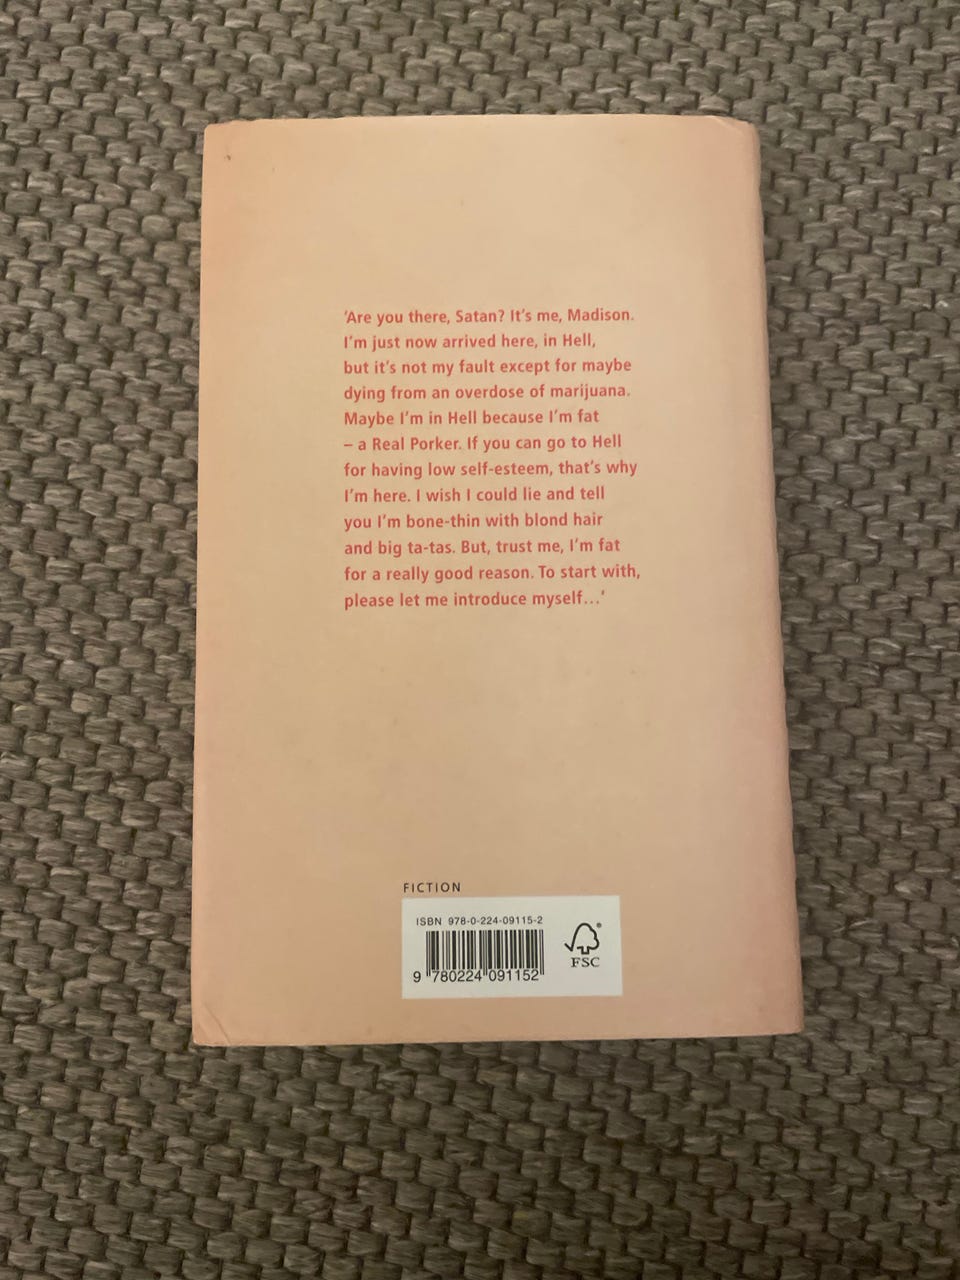 ‘Are you there, Satan? It’s me, Madison.
I’m just now arrived here, in Hell,
but it’s not my fault except for maybe
dying from an overdose of marijuana.
Maybe I’m in Hell because I’m fat
– a Real Porker. If you can go to Hell
for having low self-esteem, that’s why
I’m here. I wish I could lie and tell
you I’m bone-thin with blond hair
and big ta-tas. But, trust me, I’m fat
for a really good reason. To start with,
please let me introduce myself…’
FICTION
ISBN 978-0-224-09115-2
9 780224 091152
FSC
®